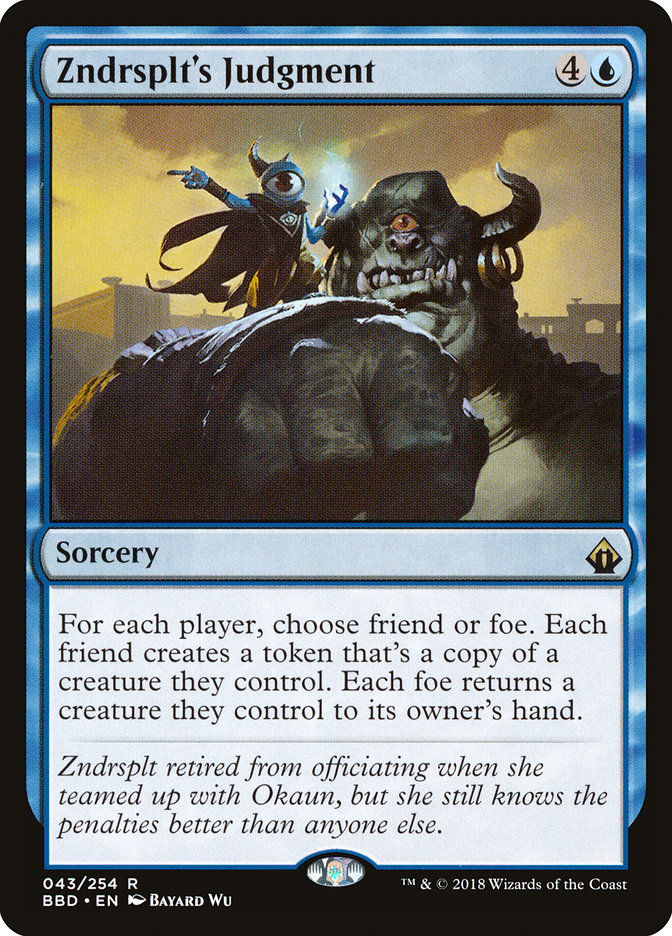 Zndrsplt's Judgment 4
Sorcery
For each player, choose friend or foe. Each
friend creates a token that's a copy of a
creature they control. Each foe returns a
creature they control to its owner's hand.
Zndrsplt retired from officiating when she
teamed up with Okaun, but she still knows the
penalties better than anyone else.
043/254 R
BBD • EN Bayard Wu
™ & © 2018 Wizards of the Coast